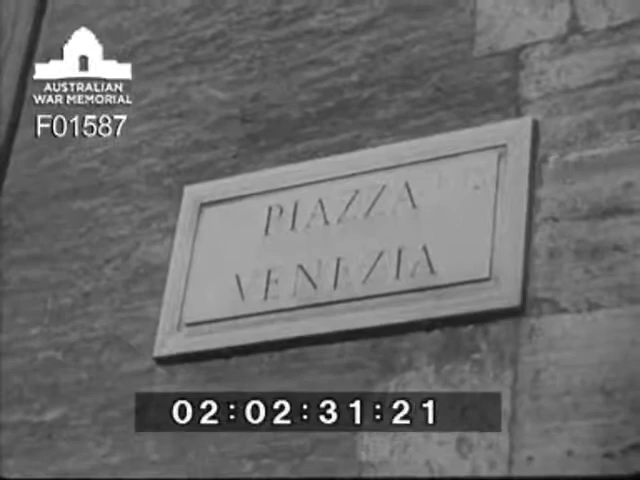 AUSTRALIAN
WAR MEMORIAL
F01587
PIAZZA
VENEZIA
02:02:31:21